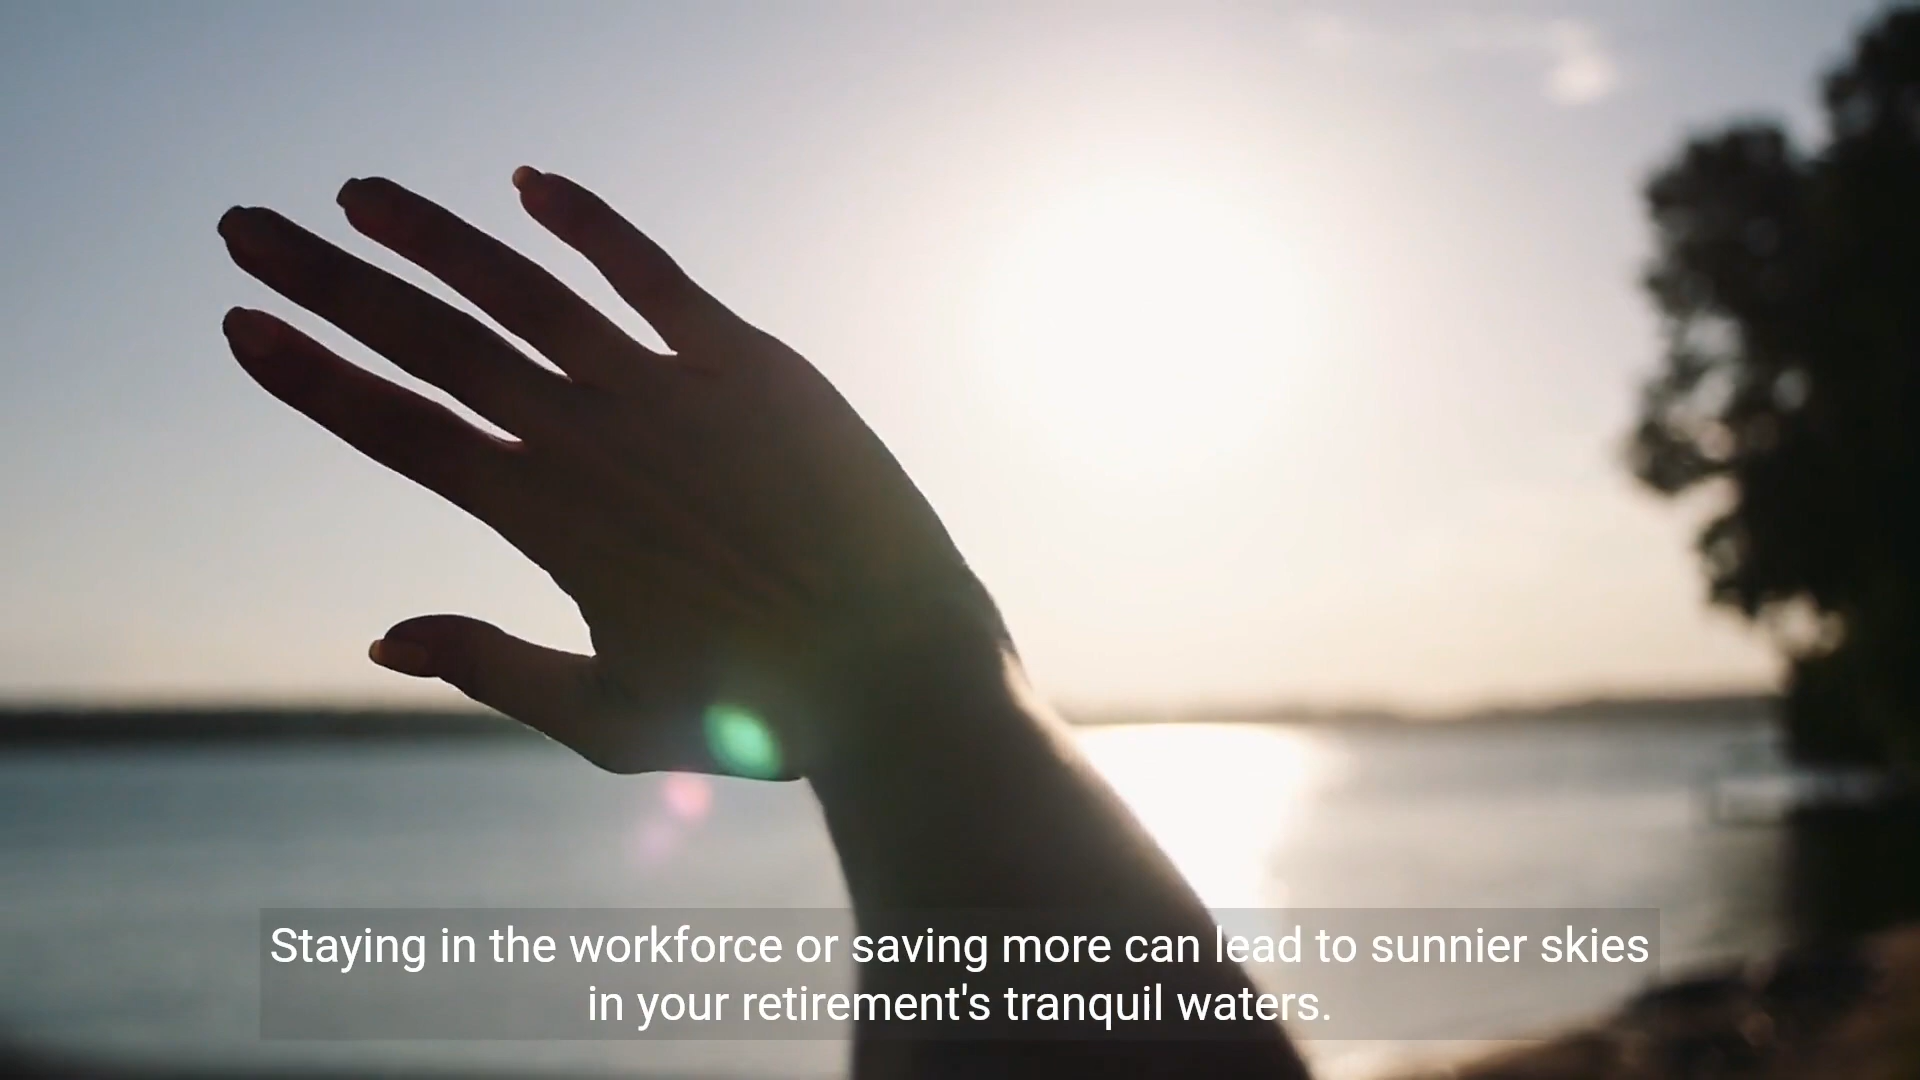 Staying in the workforce or saving more can lead to sunnier skies
in your retirement's tranquil waters.